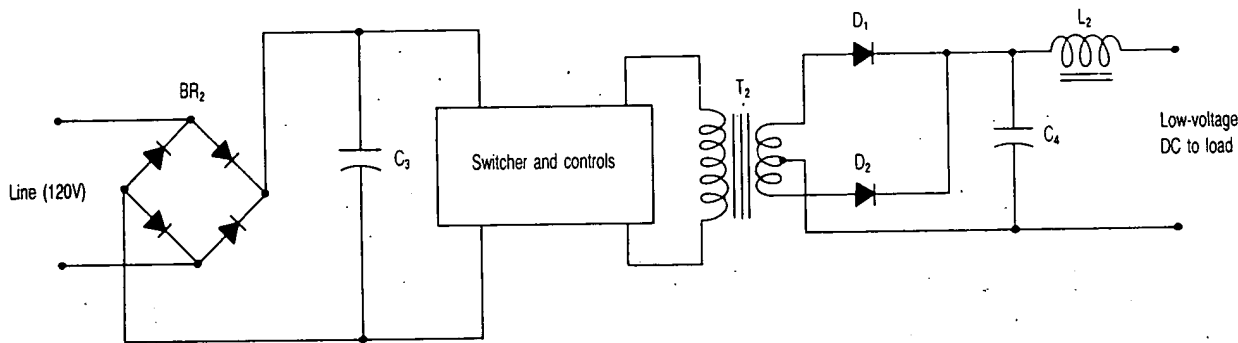 D₁
L₂
BR₂
T₂
Line (120V)
C₃
Switcher and controls
D₂
C₄
Low-voltage
DC to load